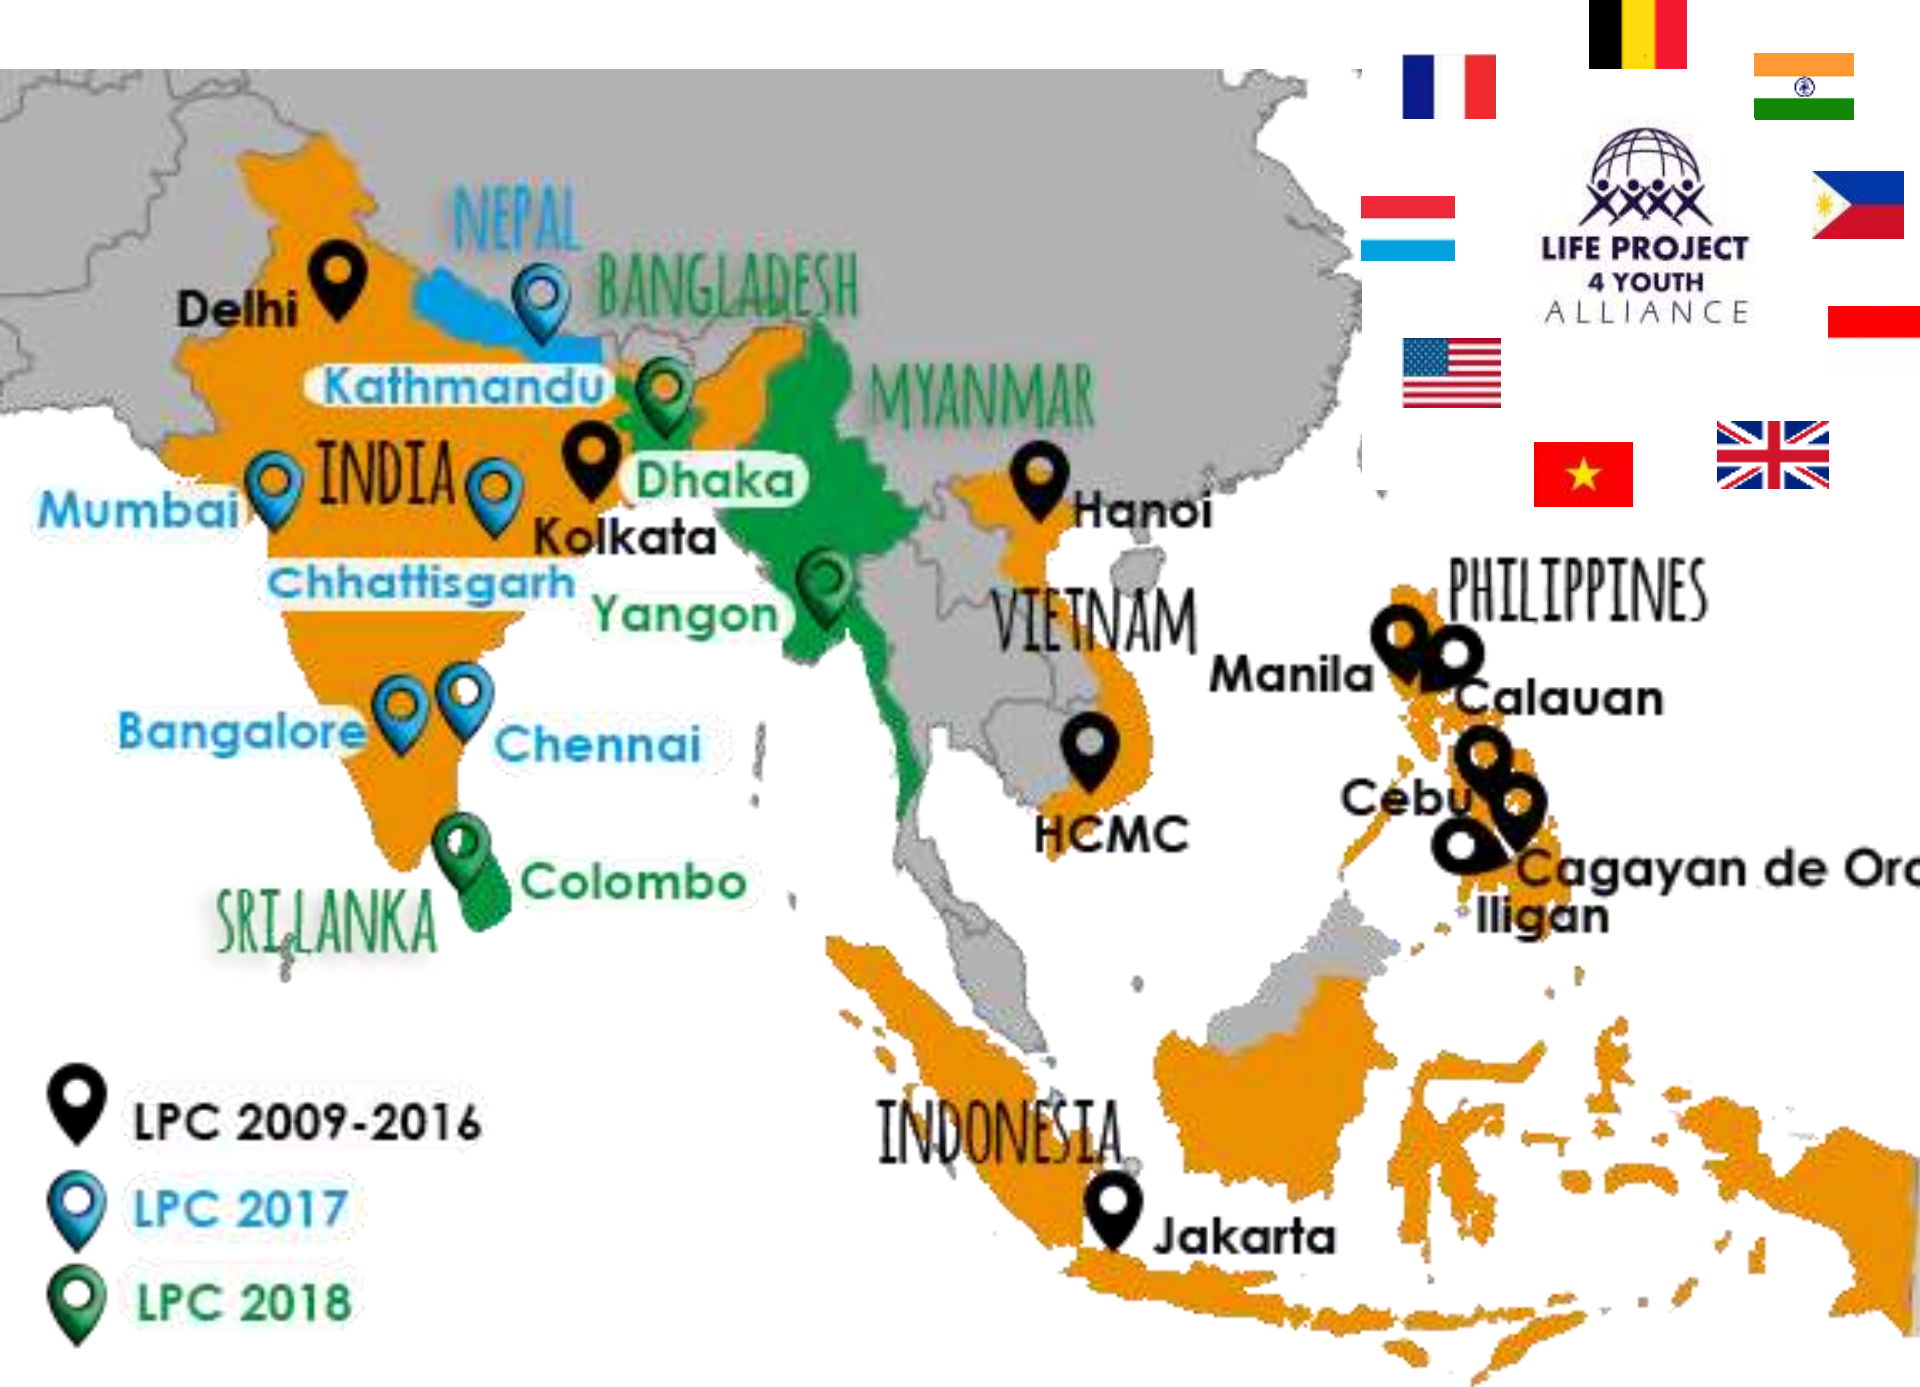 LIFE PROJECT
4 YOUTH
ALLIANCE
NEPAL
BANGLADESH
Delhi
Kathmandu
MYANMAR
INDIA
Dhaka
Mumbai
Hanoi
Kolkata
Chhattisgarh
Yangon
VIETNAM
PHILIPPINES
Manila
Calauan
Bangalore
Chennai
Cebu
HCMC
Cagayan de Oro
Colombo
Iligan
SRI LANKA
INDONESIA
Jakarta
LPC 2009-2016
LPC 2017
LPC 2018